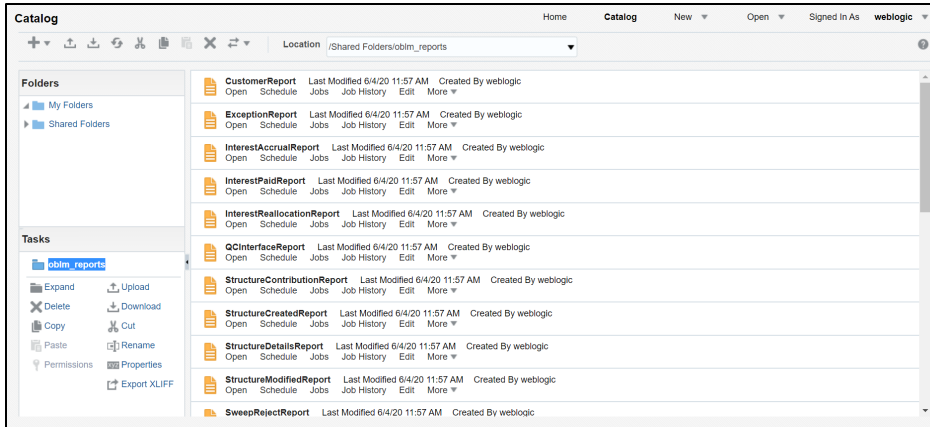 Catalog Home Catalog New Open Signed In As weblogic
Location /Shared Folders/oblm_reports
Folders
My Folders
Shared Folders
Tasks
oblm_reports
Expand Upload
Delete Download
Copy Cut
Paste Rename
Permissions Properties
Export XLIFF
CustomerReport Last Modified 6/4/20 11:57 AM Created By weblogic
Open Schedule Jobs Job History Edit More
ExceptionReport Last Modified 6/4/20 11:57 AM Created By weblogic
Open Schedule Jobs Job History Edit More
InterestAccrualReport Last Modified 6/4/20 11:57 AM Created By weblogic
Open Schedule Jobs Job History Edit More
InterestPaidReport Last Modified 6/4/20 11:57 AM Created By weblogic
Open Schedule Jobs Job History Edit More
InterestReallocationReport Last Modified 6/4/20 11:57 AM Created By weblogic
Open Schedule Jobs Job History Edit More
QCInterfaceReport Last Modified 6/4/20 11:57 AM Created By weblogic
Open Schedule Jobs Job History Edit More
StructureContributionReport Last Modified 6/4/20 11:57 AM Created By weblogic
Open Schedule Jobs Job History Edit More
StructureCreatedReport Last Modified 6/4/20 11:57 AM Created By weblogic
Open Schedule Jobs Job History Edit More
StructureDetailsReport Last Modified 6/4/20 11:57 AM Created By weblogic
Open Schedule Jobs Job History Edit More
StructureModifiedReport Last Modified 6/4/20 11:57 AM Created By weblogic
Open Schedule Jobs Job History Edit More
SweepRejectReport Last Modified 6/4/20 11:57 AM Created By weblogic